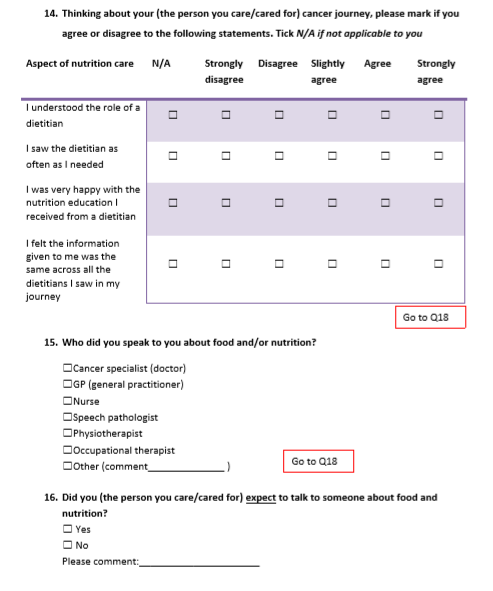 14. Thinking about your (the person you care/cared for) cancer journey, please mark if you
agree or disagree to the following statements. Tick N/A if not applicable to you
Aspect of nutrition care N/A Strongly disagree Disagree Slightly agree Agree Strongly agree
I understood the role of a
dietitian ☐ ☐ ☐ ☐ ☐ ☐
I saw the dietitian as
often as I needed ☐ ☐ ☐ ☐ ☐ ☐
I was very happy with the
nutrition education I
received from a dietitian ☐ ☐ ☐ ☐ ☐ ☐
I felt the information
given to me was the
same across all the
dietitians I saw in my
journey ☐ ☐ ☐ ☐ ☐ ☐
Go to Q18
15. Who did you speak to you about food and/or nutrition?
☐Cancer specialist (doctor)
☐GP (general practitioner)
☐Nurse
☐Speech pathologist
☐Physiotherapist
☐Occupational therapist
☐Other (comment______________ )
Go to Q18
16. Did you (the person you care/cared for) expect to talk to someone about food and
nutrition?
☐ Yes
☐ No
Please comment:______________________